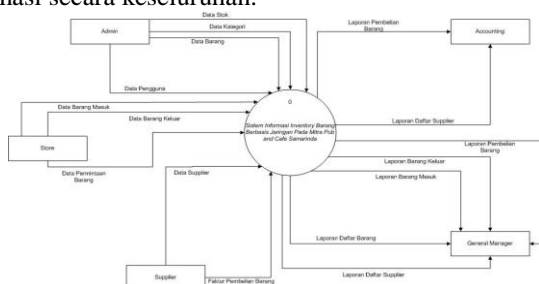 masi secara keseluruhan.
Data Stok
Data Kategori
Data Barang
Admin
Laporan Pembelian
Barang
Accounting
Data Pengguna
Data Barang Masuk
Data Barang Keluar
0
Sistem Informasi Inventory Barang
Berbasis Jaringan Pada Mitra Pub
and Cafe Samarinda
Laporan Daftar Supplier
Store
Data Permintaan
Barang
Laporan Pembelian
Barang
Laporan Barang Keluar
Laporan Barang Masuk
Data Supplier
Laporan Daftar Barang
General Manager
Supplier
Faktur Pembelian Barang
Laporan Daftar Supplier